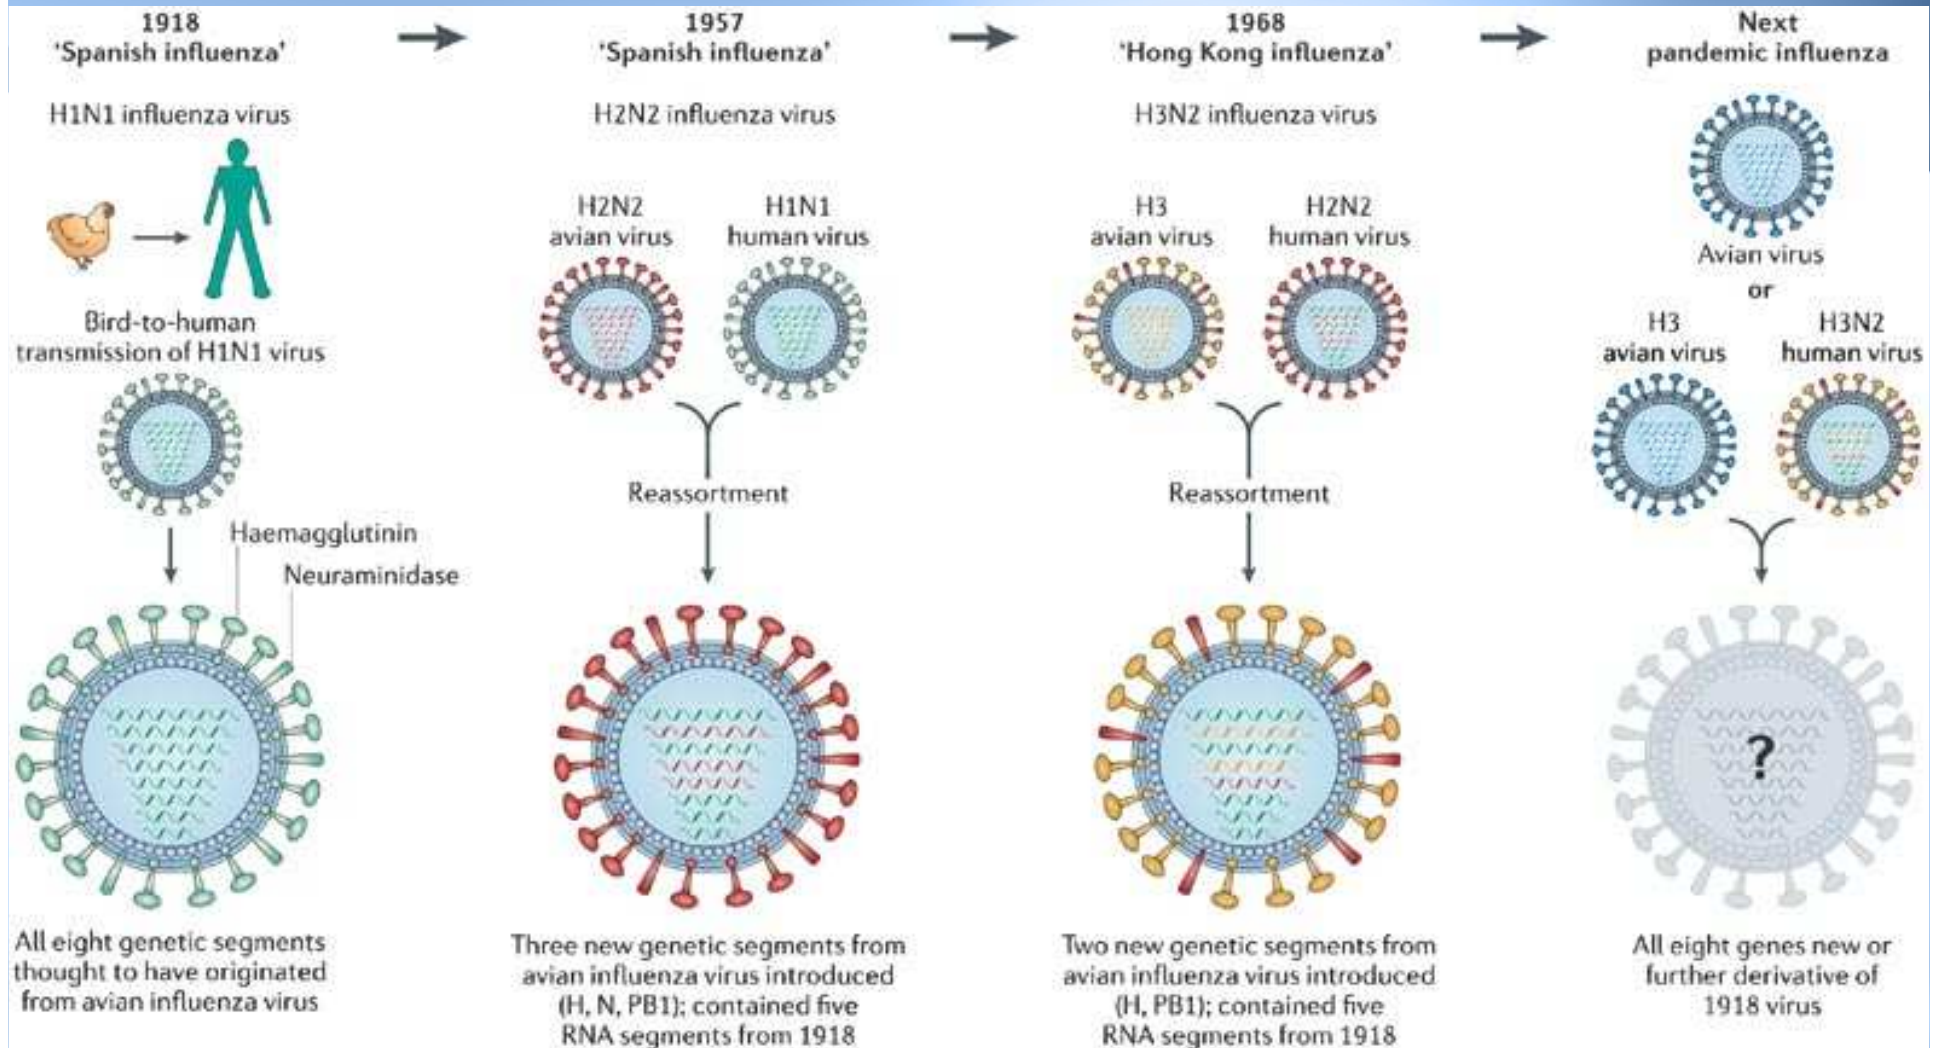 1918
'Spanish influenza'
H1N1 influenza virus
Bird-to-human
transmission of H1N1 virus
Haemagglutinin
Neuraminidase
All eight genetic segments
thought to have originated
from avian influenza virus
1957
'Spanish influenza'
H2N2 influenza virus
H2N2
avian virus
H1N1
human virus
Reassortment
Three new genetic segments from
avian influenza virus introduced
(H, N, PB1); contained five
RNA segments from 1918
1968
'Hong Kong influenza'
H3N2 influenza virus
H3
avian virus
H2N2
human virus
Reassortment
Two new genetic segments from
avian influenza virus introduced
(H, PB1); contained five
RNA segments from 1918
Next
pandemic influenza
Avian virus
or
H3
avian virus
H3N2
human virus
?
All eight genes new or
further derivative of
1918 virus